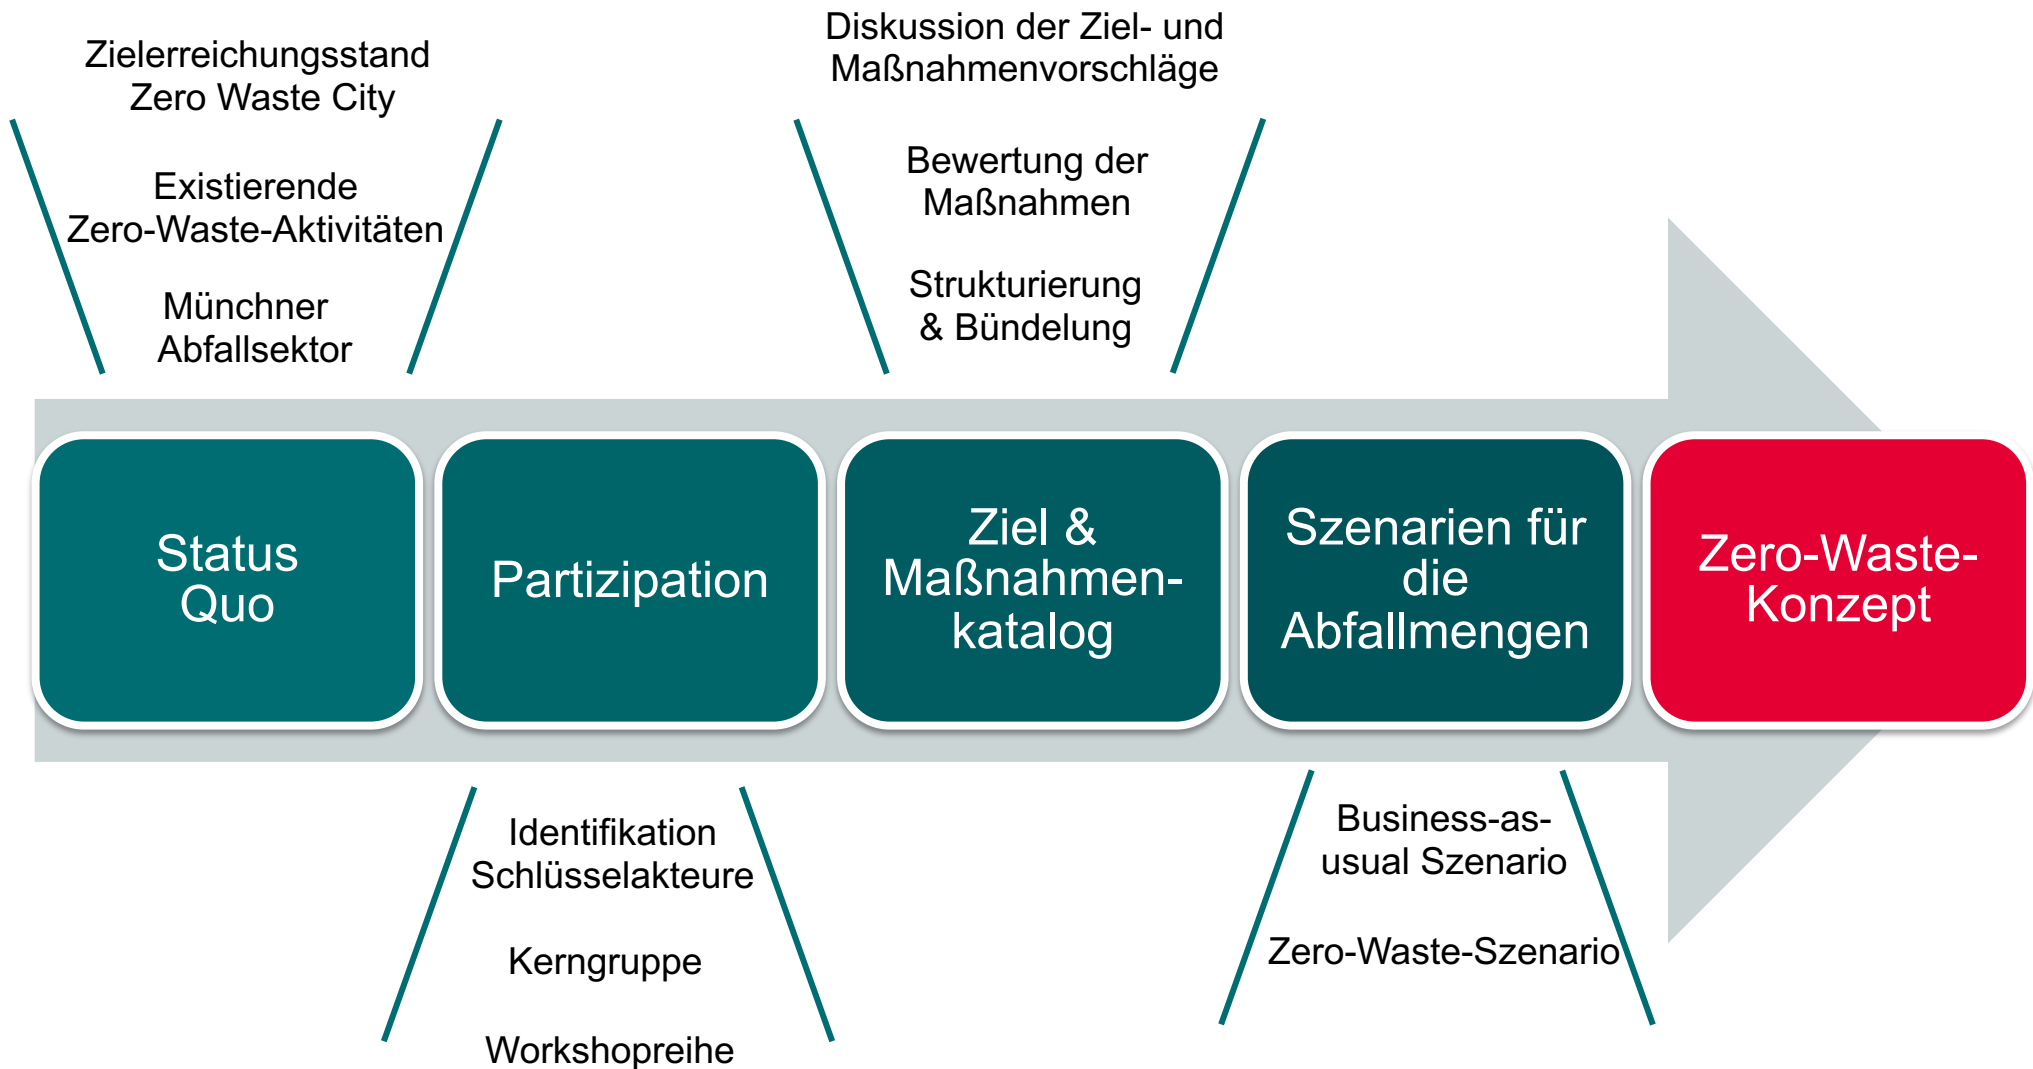 Zielerreichungsstand
Zero Waste City
Existierende
Zero-Waste-Aktivitäten
Münchner
Abfallsektor
Diskussion der Ziel- und
Maßnahmenvorschläge
Bewertung der
Maßnahmen
Strukturierung
& Bündelung
Status
Quo
Partizipation
Ziel &
Maßnahmen-
katalog
Szenarien für
die
Abfallmengen
Zero-Waste-
Konzept
Identifikation
Schlüsselakteure
Kerngruppe
Workshopreihe
Business-as-
usual Szenario
Zero-Waste-Szenario